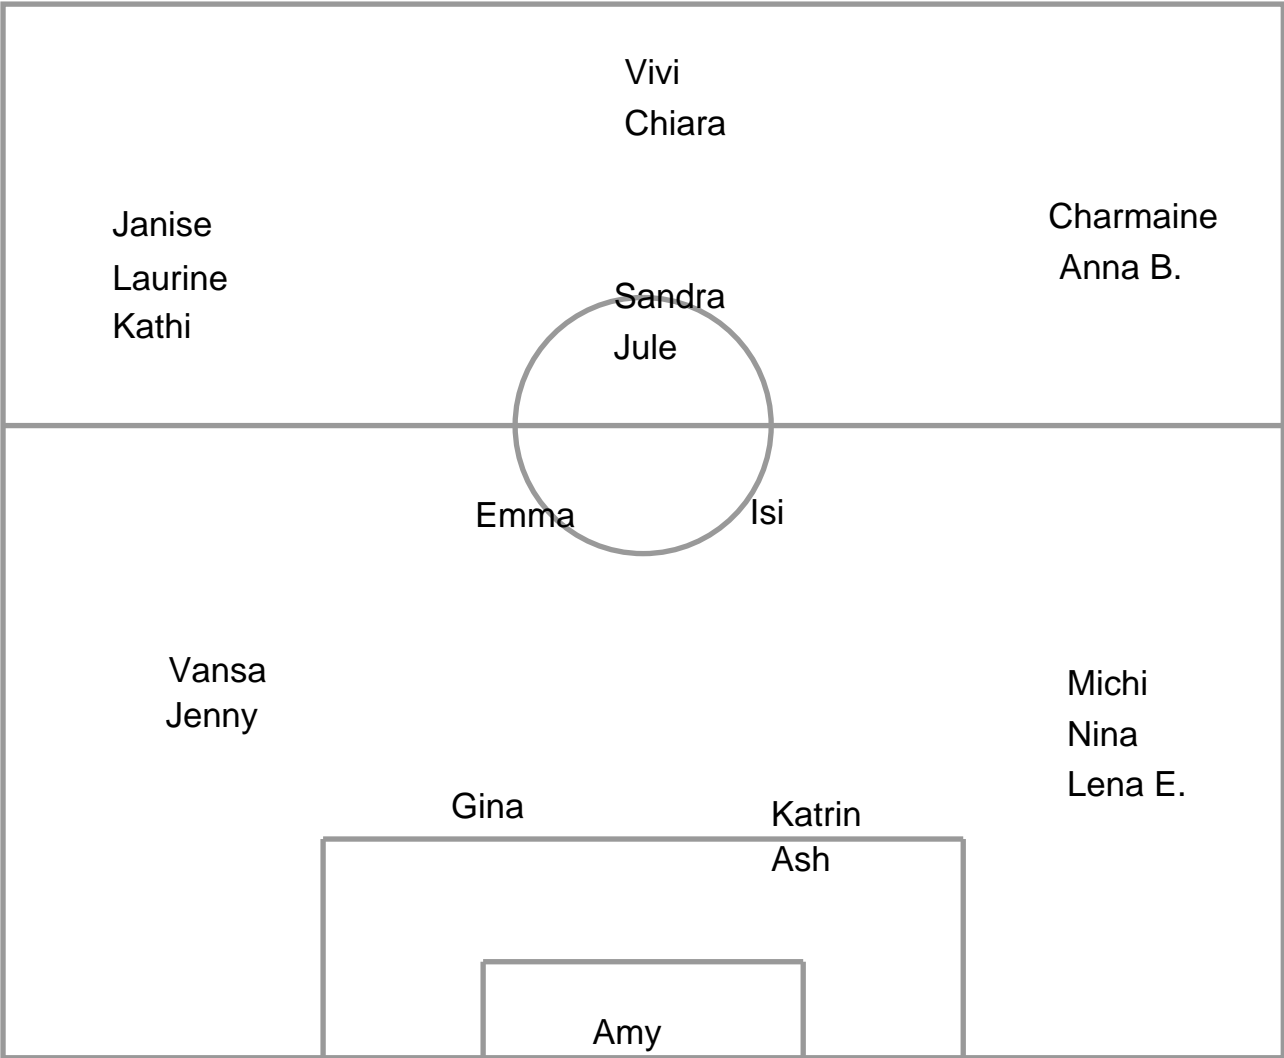 Vivi
Chiara
Janise
Laurine
Kathi
Charmaine
Anna B.
Sandra
Jule
Emma
Isi
Vansa
Jenny
Michi
Nina
Lena E.
Gina
Katrin
Ash
Amy